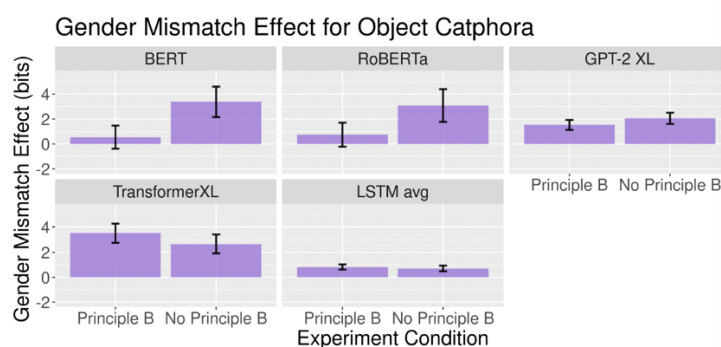 Gender Mismatch Effect for Object Catphora
BERT
RoBERTa
GPT-2 XL
Gender Mismatch Effect (bits)
4
2
0
-2
Principle B No Principle B
TransformerXL
LSTM avg
4
2
0
-2
Principle B No Principle B
Principle B No Principle B
Experiment Condition